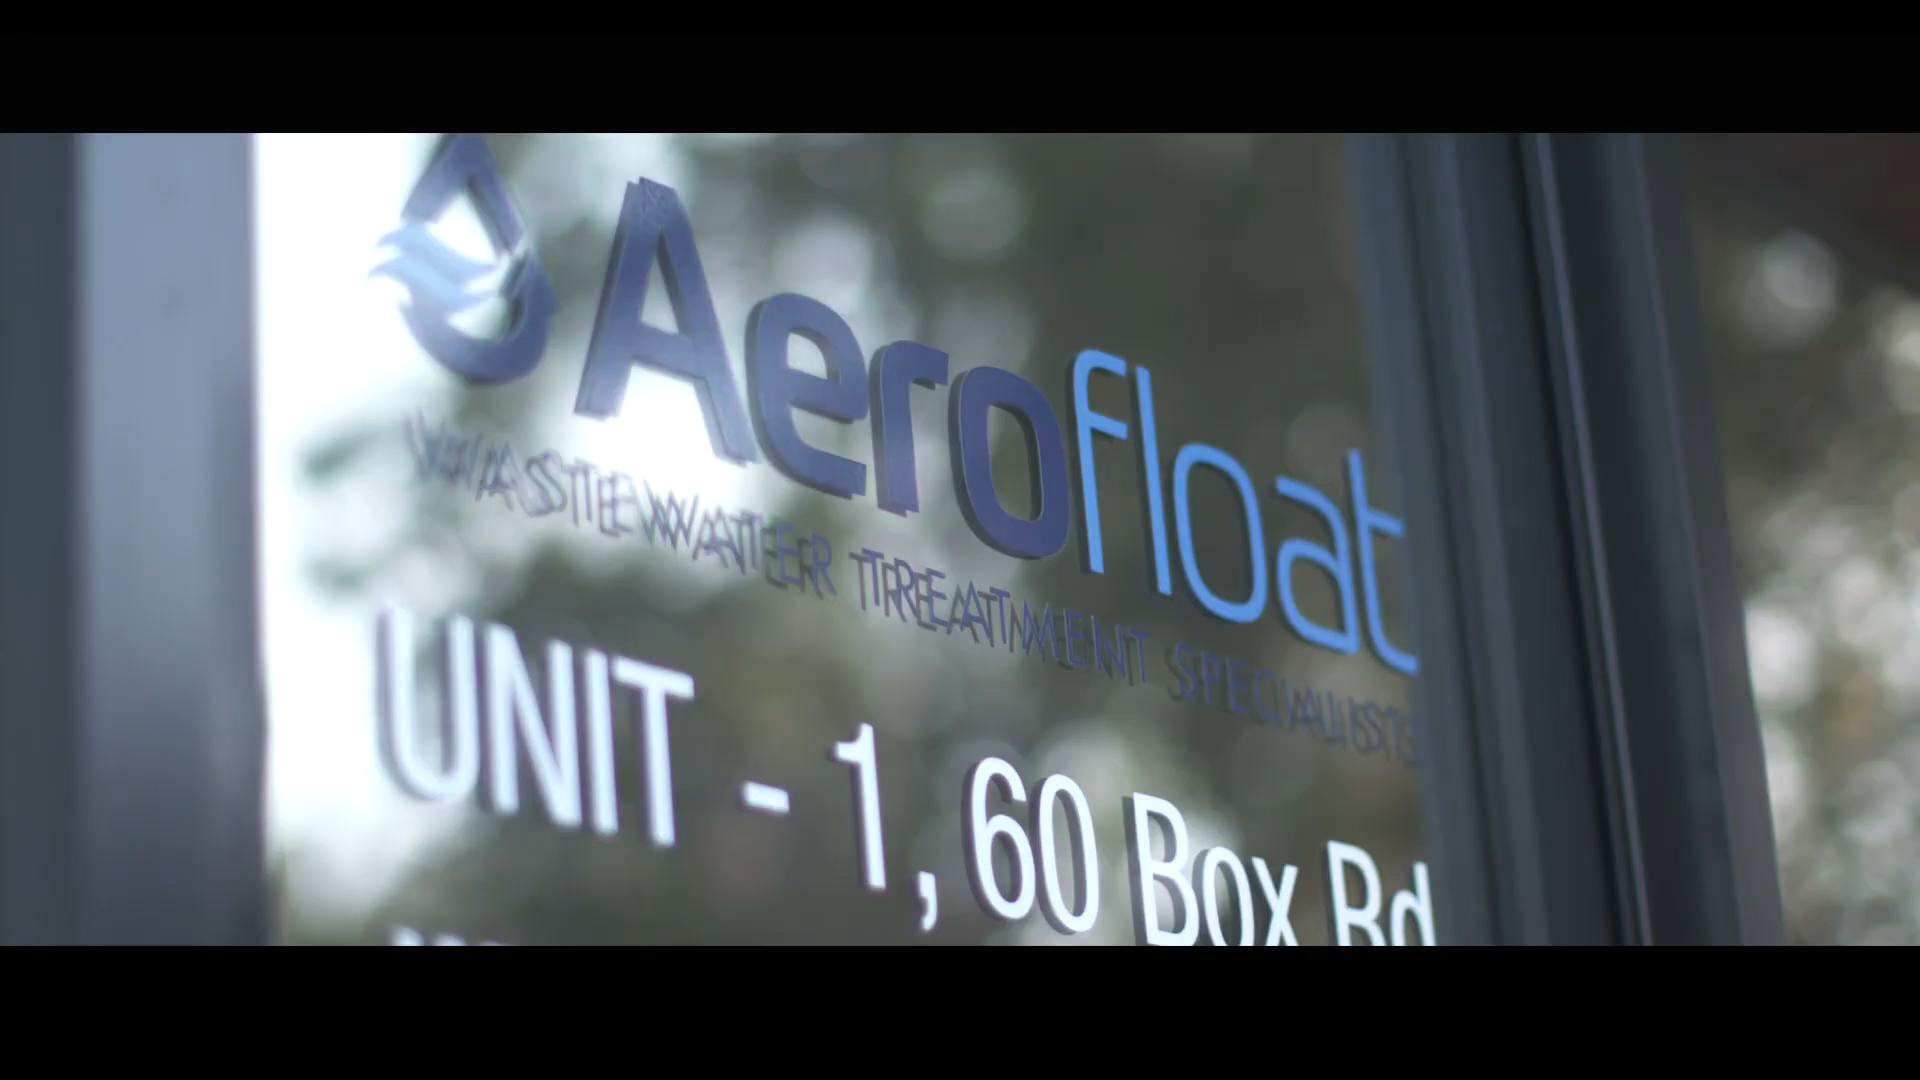 Aerofloat
WASTEWATER TREATMENT SPECIALISTS
UNIT - 1, 60 Box Rd